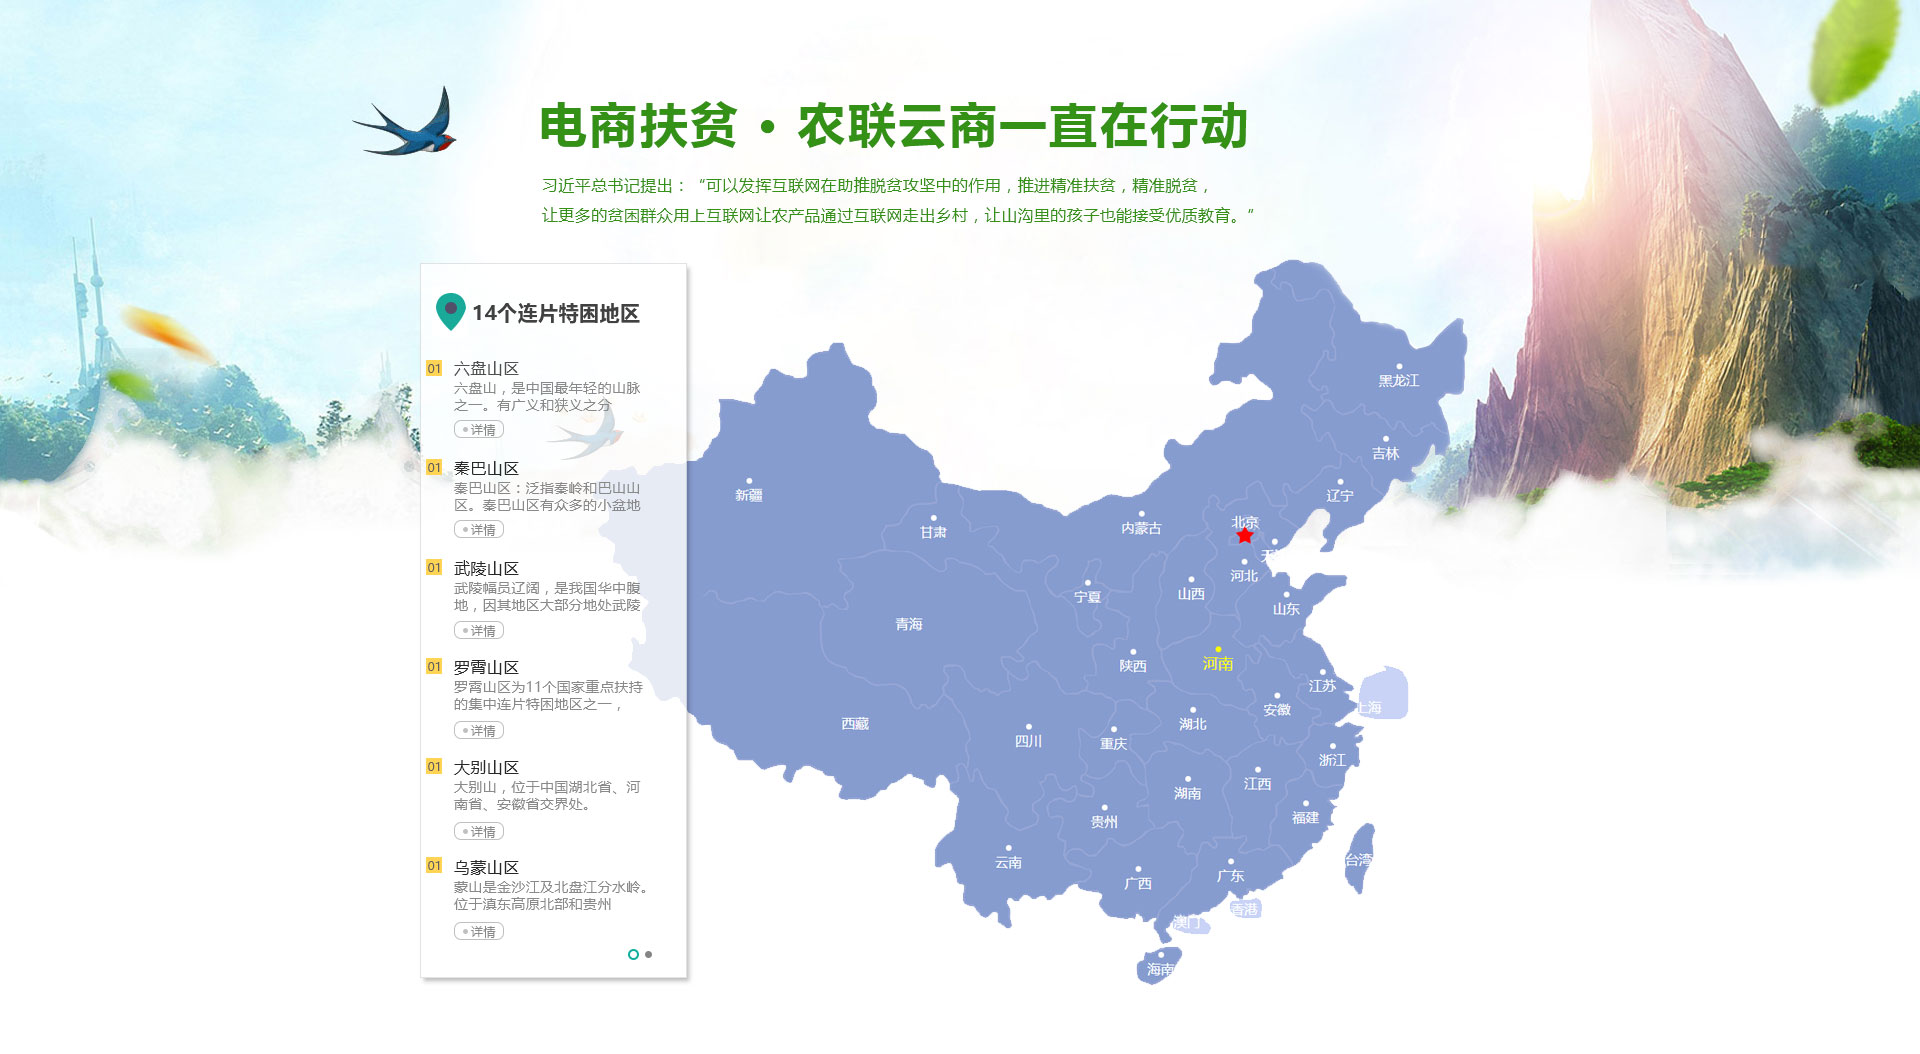 电商扶贫·农联云商一直在行动
习近平总书记提出：“可以发挥互联网在助推脱贫攻坚中的作用，推进精准扶贫，精准脱贫，
让更多的贫困群众用上互联网让农产品通过互联网走出乡村，让山沟里的孩子也能接受优质教育。”
14个连片特困地区
01 六盘山区
六盘山，是中国最年轻的山脉
之一。有广义和狭义之分
详情
01 秦巴山区
秦巴山区：泛指秦岭和巴山山
区。秦巴山区有众多的小盆地
详情
01 武陵山区
武陵幅员辽阔，是我国华中腹
地，因其地区大部分地处武陵
详情
01 罗霄山区
罗霄山区为11个国家重点扶持
的集中连片特困地区之一，
详情
01 大别山区
大别山，位于中国湖北省、河
南省、安徽省交界处。
详情
01 乌蒙山区
蒙山是金沙江及北盘江分水岭。
位于滇东高原北部和贵州
详情
黑龙江
吉林
辽宁
新疆
北京
内蒙古
甘肃
天
河北
山西
宁夏
山东
青海
河南
陕西
江苏
上海
安徽
西藏
湖北
四川
重庆
浙江
江西
湖南
福建
贵州
台湾
云南
广东
广西
香港
澳门
海南